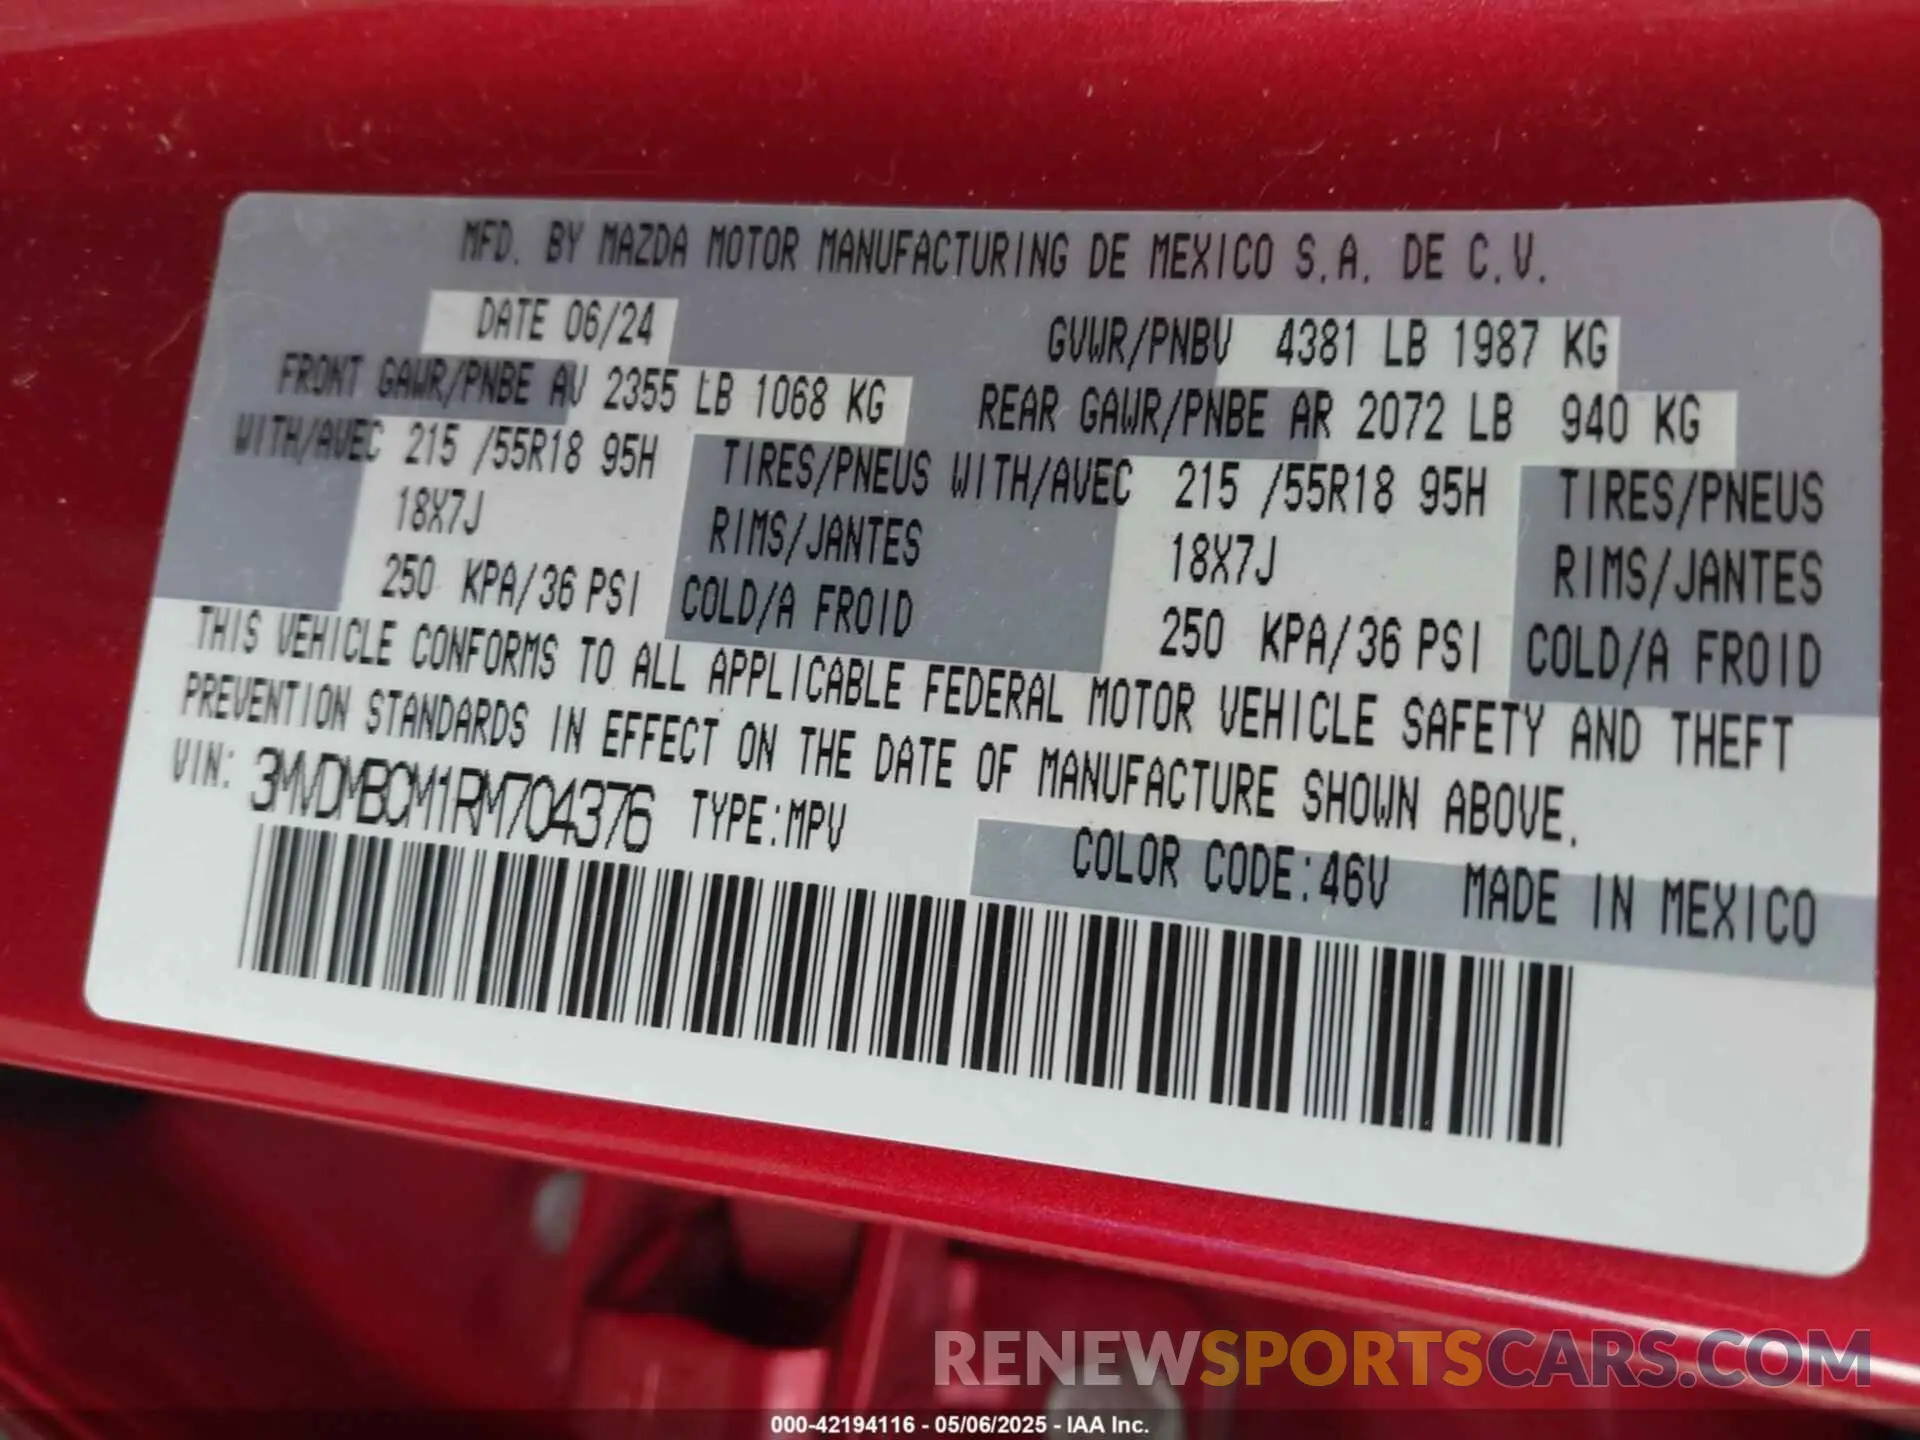 MFD. BY MAZDA MOTOR MANUFACTURING DE MEXICO S.A. DE C.V.
DATE 06/24 GVWR/PNBV 4381 LB 1987 KG
FRONT GAWR/PNBE AV 2355 LB 1068 KG REAR GAWR/PNBE AR 2072 LB 940 KG
WITH/AVEC 215 /55R18 95H TIRES/PNEUS WITH/AVEC 215 /55R18 95H TIRES/PNEUS
18X7J RIMS/JANTES 18X7J RIMS/JANTES
250 KPA/36 PSI COLD/A FROID 250 KPA/36 PSI COLD/A FROID
THIS VEHICLE CONFORMS TO ALL APPLICABLE FEDERAL MOTOR VEHICLE SAFETY AND THEFT
PREVENTION STANDARDS IN EFFECT ON THE DATE OF MANUFACTURE SHOWN ABOVE.
VIN: 3MVDMBCM1RM704376 TYPE:MPV
COLOR CODE:46V MADE IN MEXICO
RENEWSPORTSCARS.COM
000-42194116 - 05/06/2025 - IAA Inc.